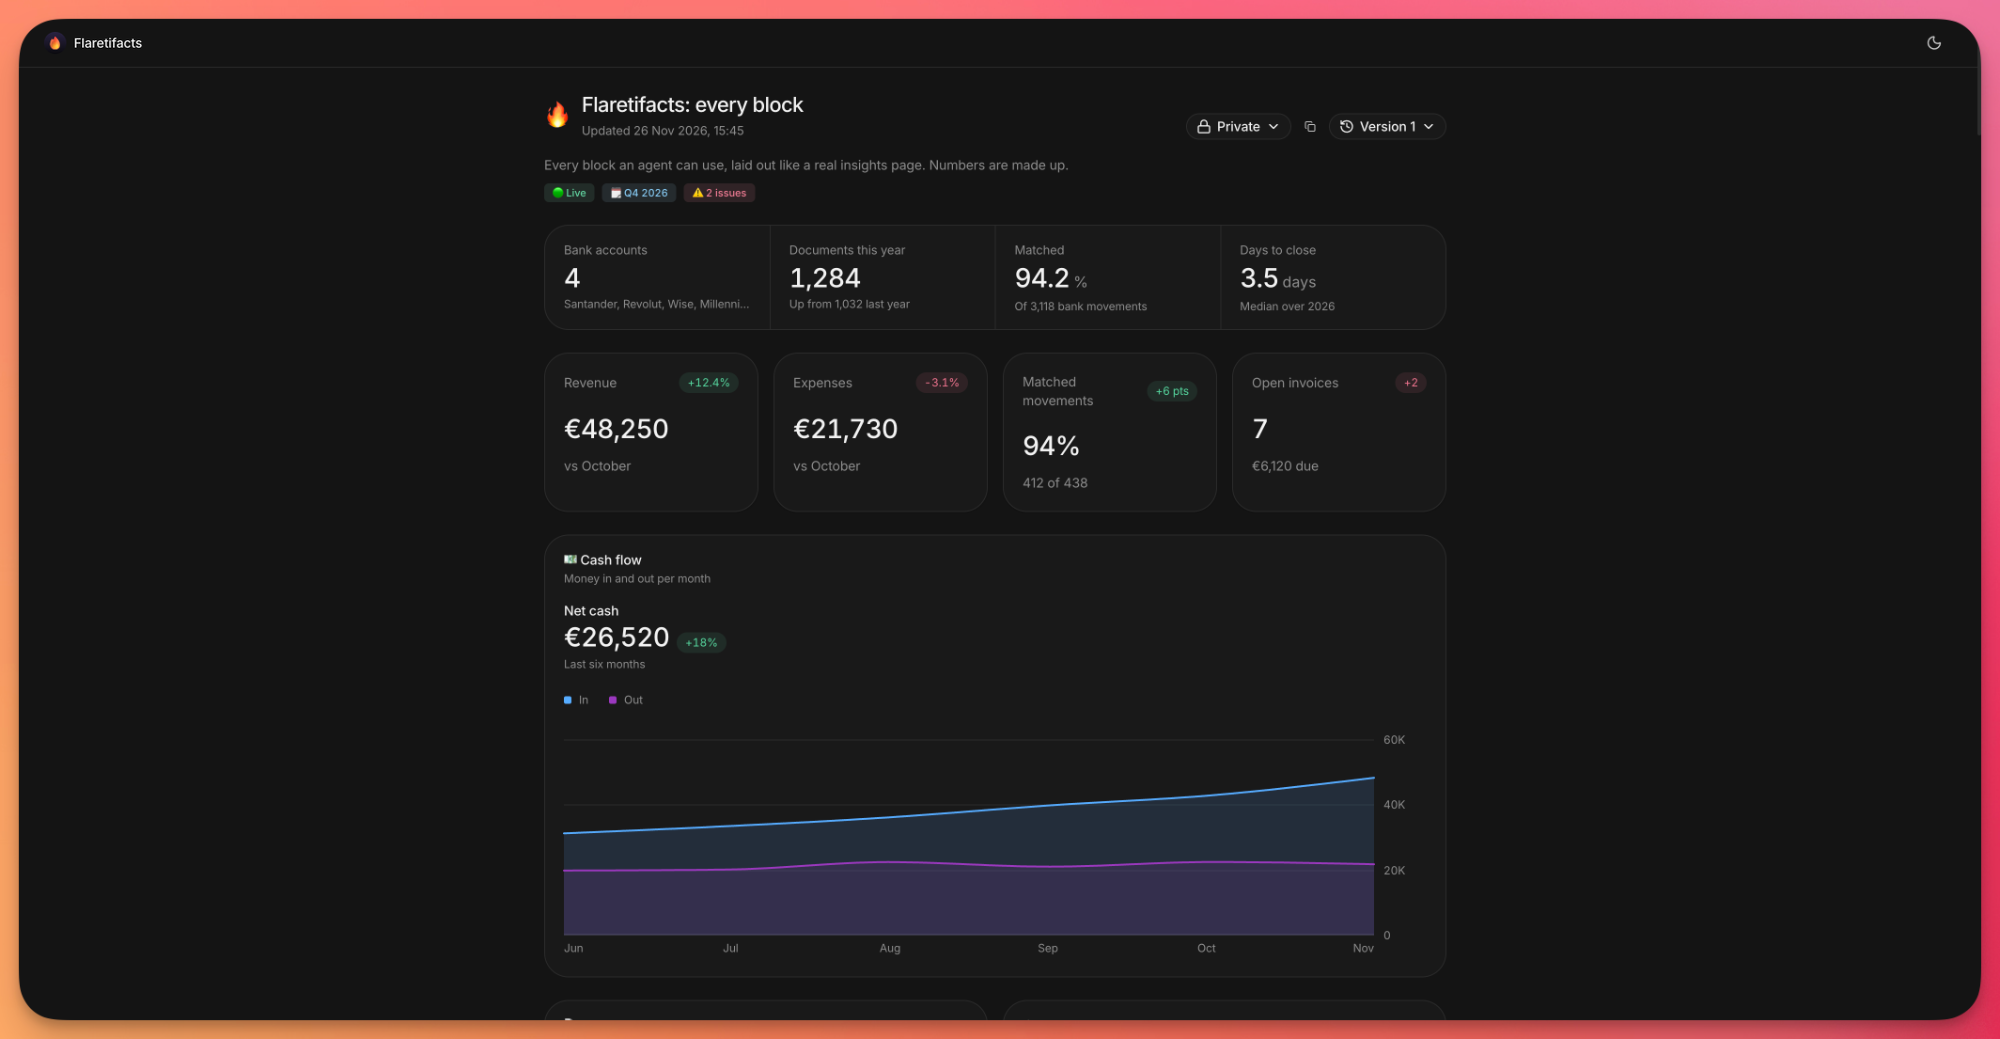 Flaretifacts
Flaretifacts: every block
Updated 26 Nov 2026, 15:45
Private
Version 1
Every block an agent can use, laid out like a real insights page. Numbers are made up.
Live
Q4 2026
2 issues
Bank accounts
4
Santander, Revolut, Wise, Millenni...
Documents this year
1,284
Up from 1,032 last year
Matched
94.2 %
Of 3,118 bank movements
Days to close
3.5 days
Median over 2026
Revenue
+12.4%
€48,250
vs October
Expenses
-3.1%
€21,730
vs October
Matched
movements
+6 pts
94%
412 of 438
Open invoices
+2
7
€6,120 due
Cash flow
Money in and out per month
Net cash
€26,520 +18%
Last six months
In Out
60K
40K
20K
0
Jun Jul Aug Sep Oct Nov